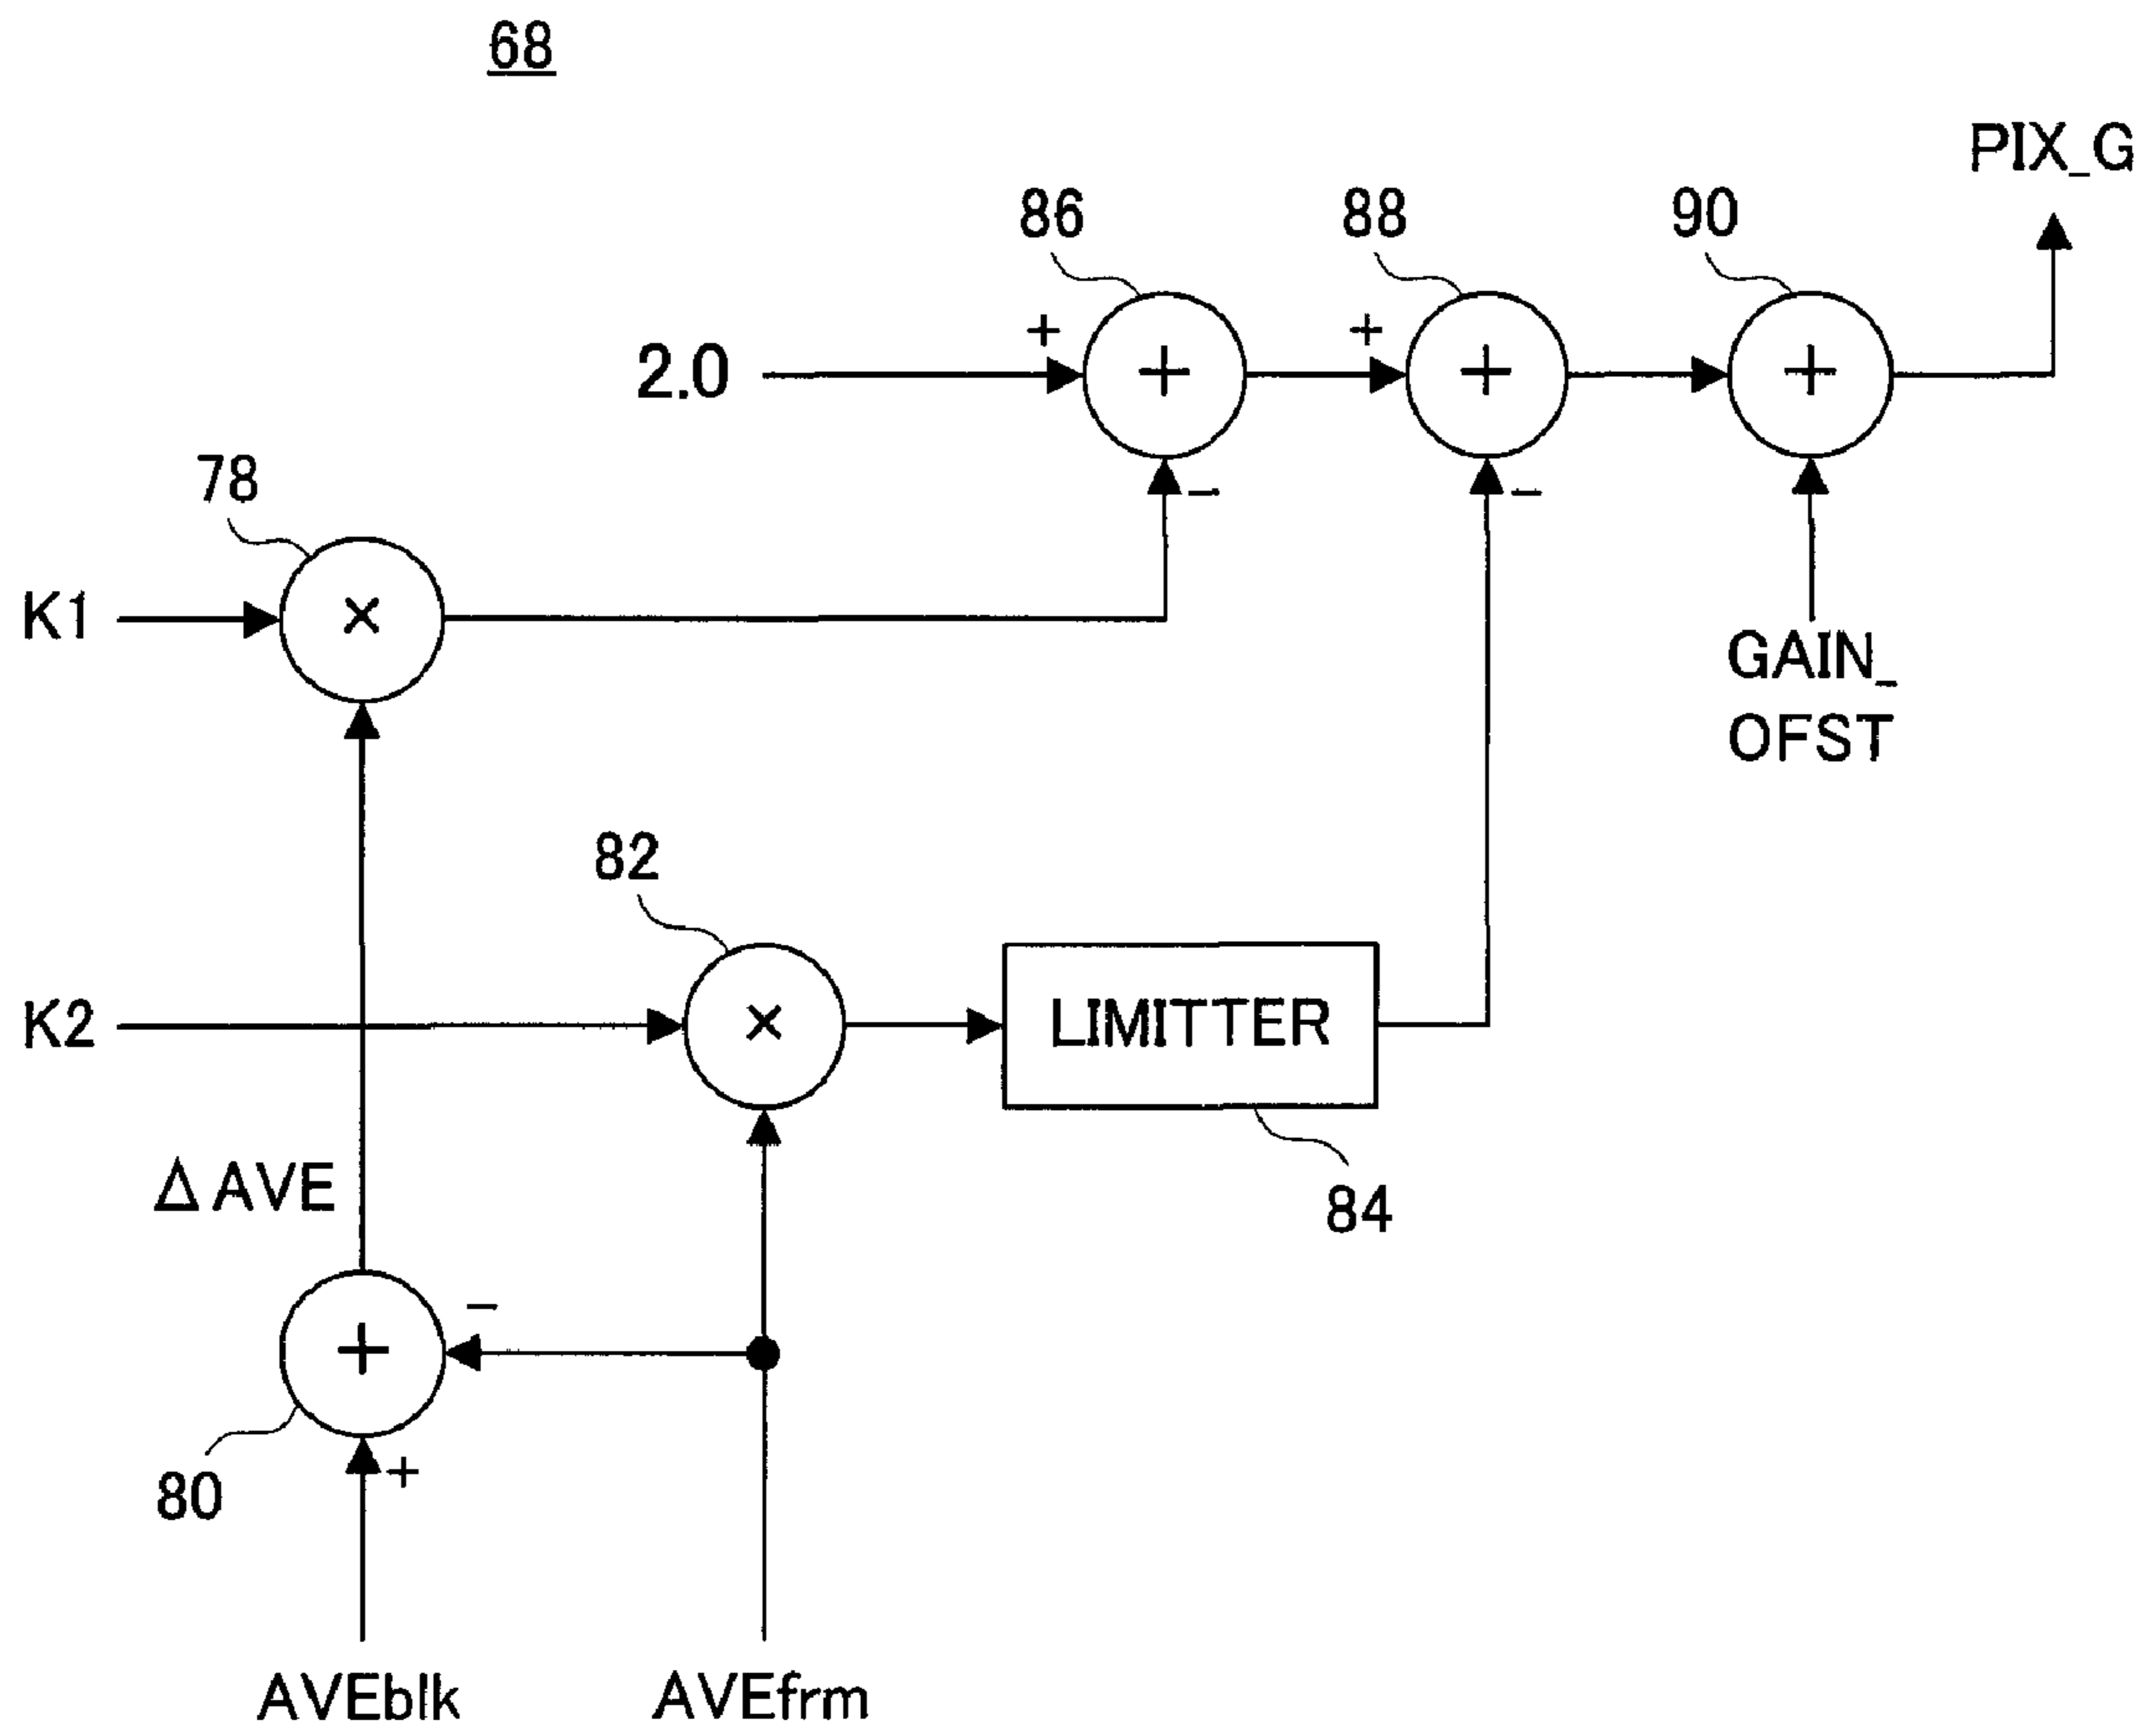 68
PIX_G
86
88
90
+
+
2.0
+
+
+
78
-
-
K1
×
GAIN_
OFST
82
K2
×
LIMITTER
ΔAVE
84
-
+
80
+
AVEblk
AVEfrm